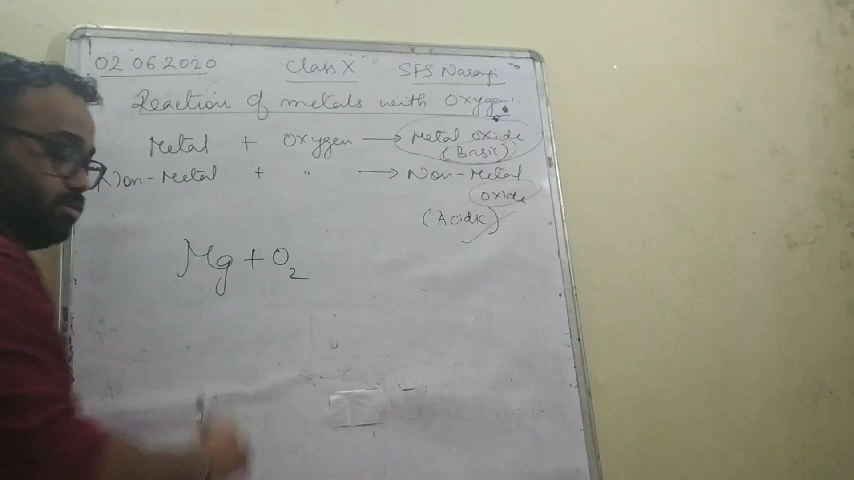 02.06.2020 Class X SFS Narengi
Reaction of metals with Oxygen.
Metal + Oxygen → Metal oxide
(Basic)
Non-Metal + " → Non-Metal
oxide
(Acidic)
Mg + O₂